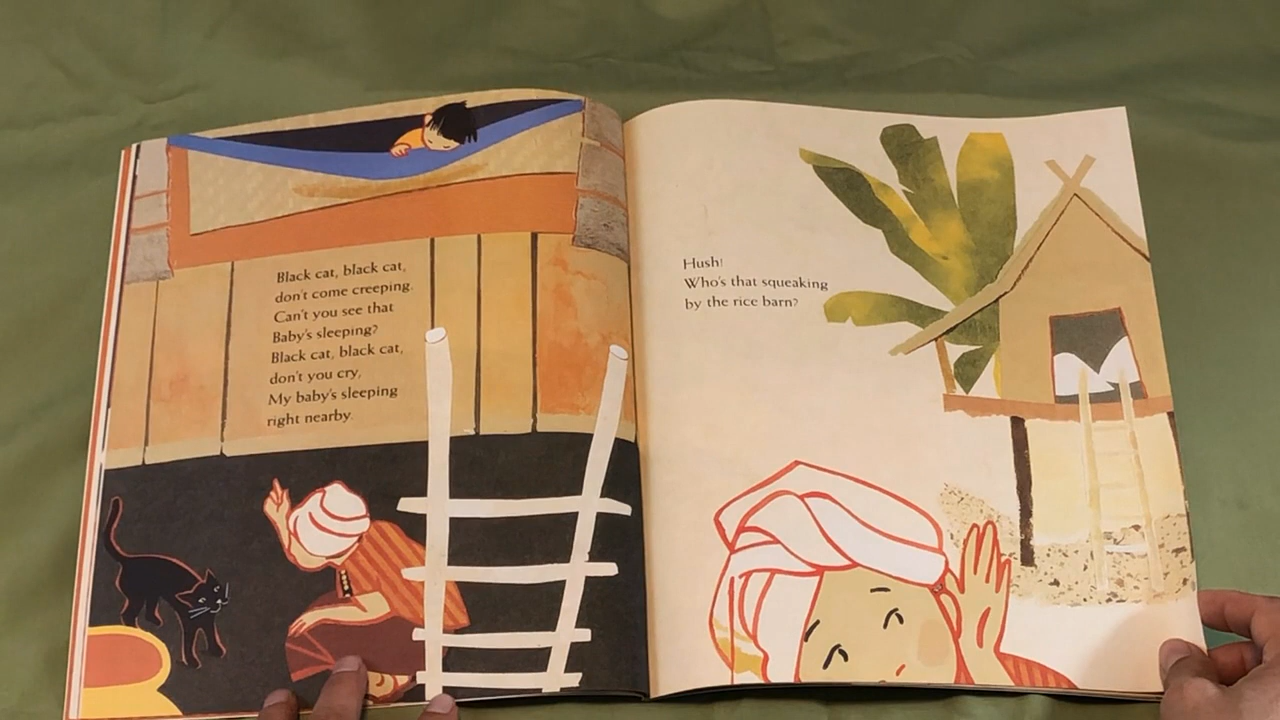 Black cat, black cat,
don't come creeping.
Can't you see that
Baby's sleeping?
Black cat, black cat,
don't you cry,
My baby's sleeping
right nearby.
Hush!
Who's that squeaking
by the rice barn?